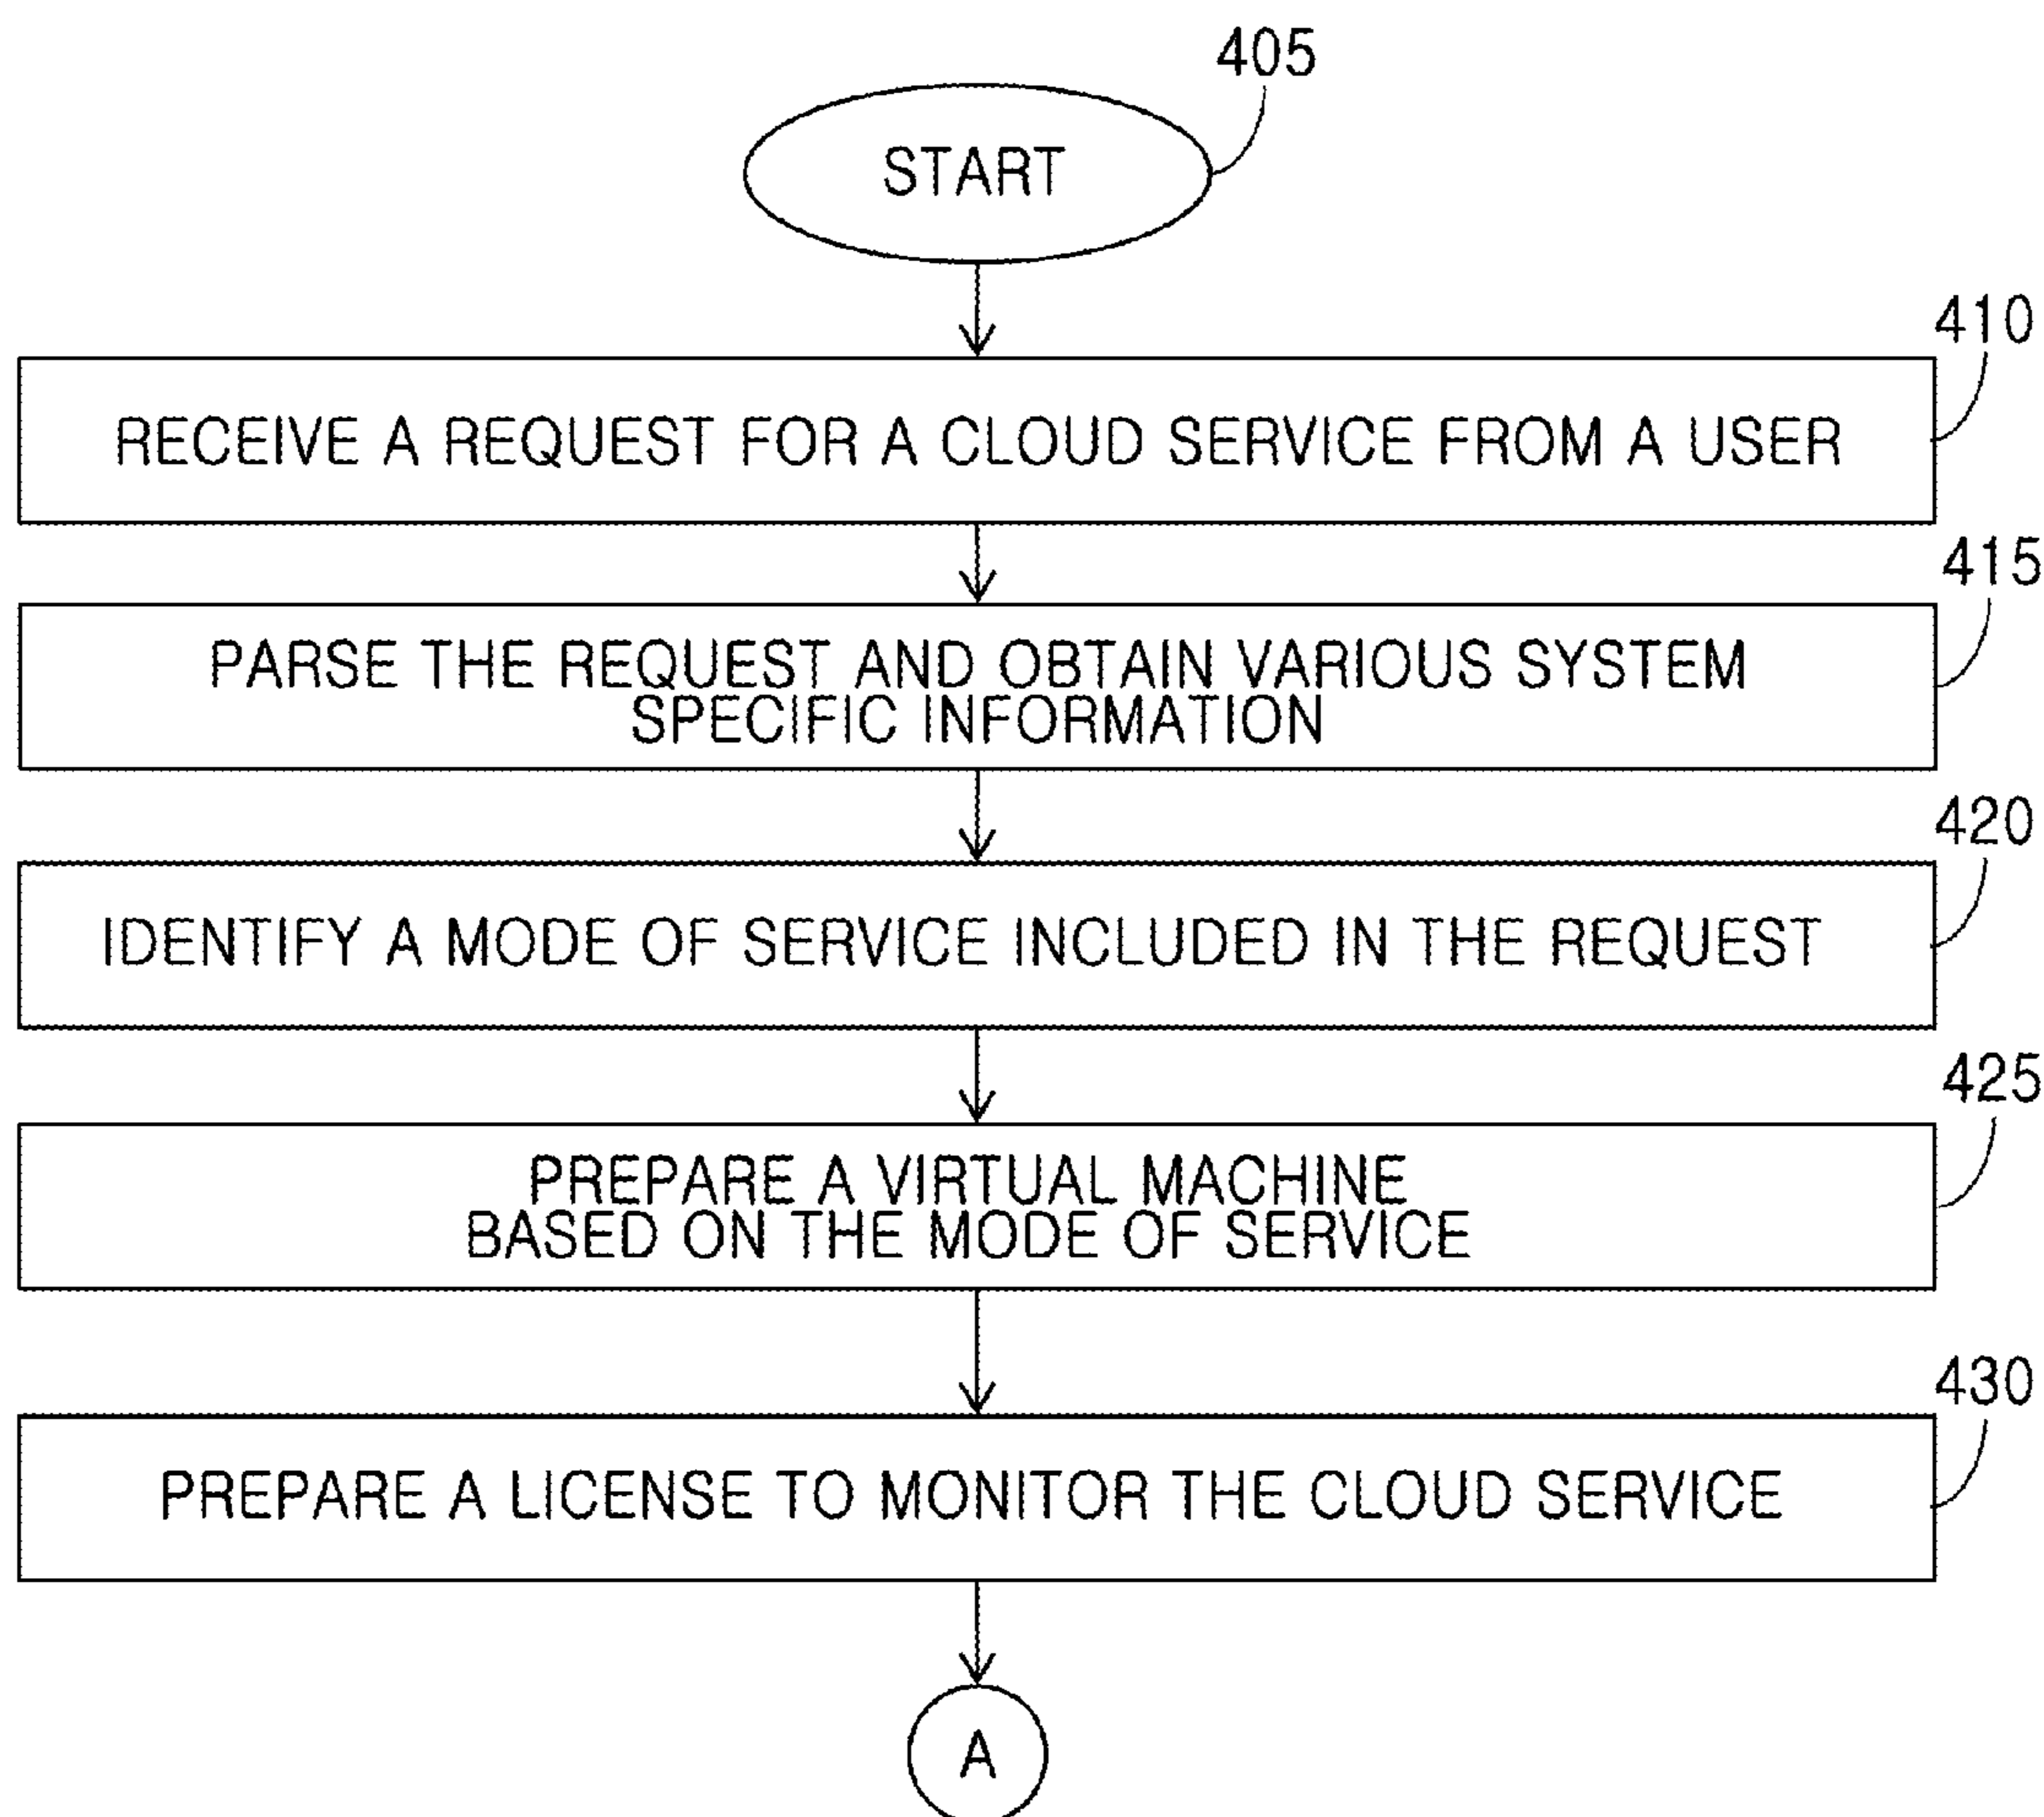 405
START
410
RECEIVE A REQUEST FOR A CLOUD SERVICE FROM A USER
415
PARSE THE REQUEST AND OBTAIN VARIOUS SYSTEM
SPECIFIC INFORMATION
420
IDENTIFY A MODE OF SERVICE INCLUDED IN THE REQUEST
425
PREPARE A VIRTUAL MACHINE
BASED ON THE MODE OF SERVICE
430
PREPARE A LICENSE TO MONITOR THE CLOUD SERVICE
A